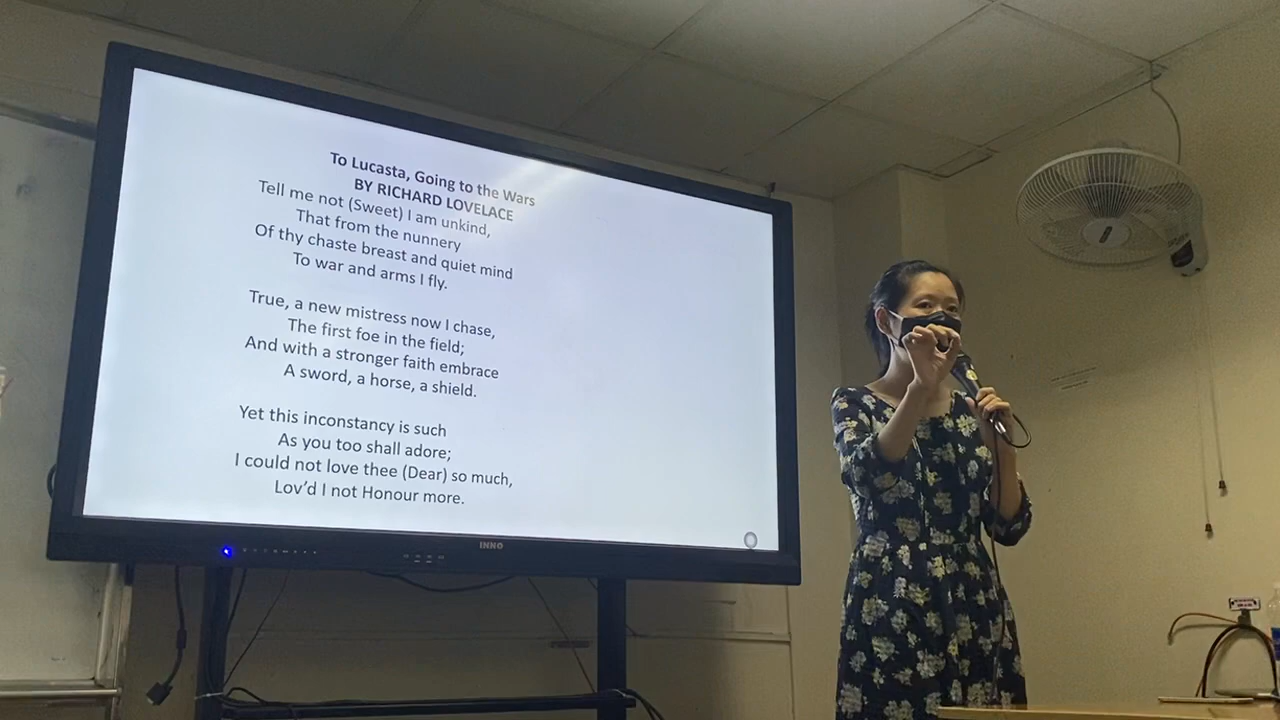 To Lucasta, Going to the Wars
BY RICHARD LOVELACE
Tell me not (Sweet) I am unkind,
That from the nunnery
Of thy chaste breast and quiet mind
To war and arms I fly.
True, a new mistress now I chase,
The first foe in the field;
And with a stronger faith embrace
A sword, a horse, a shield.
Yet this inconstancy is such
As you too shall adore;
I could not love thee (Dear) so much,
Lov'd I not Honour more.
INNO